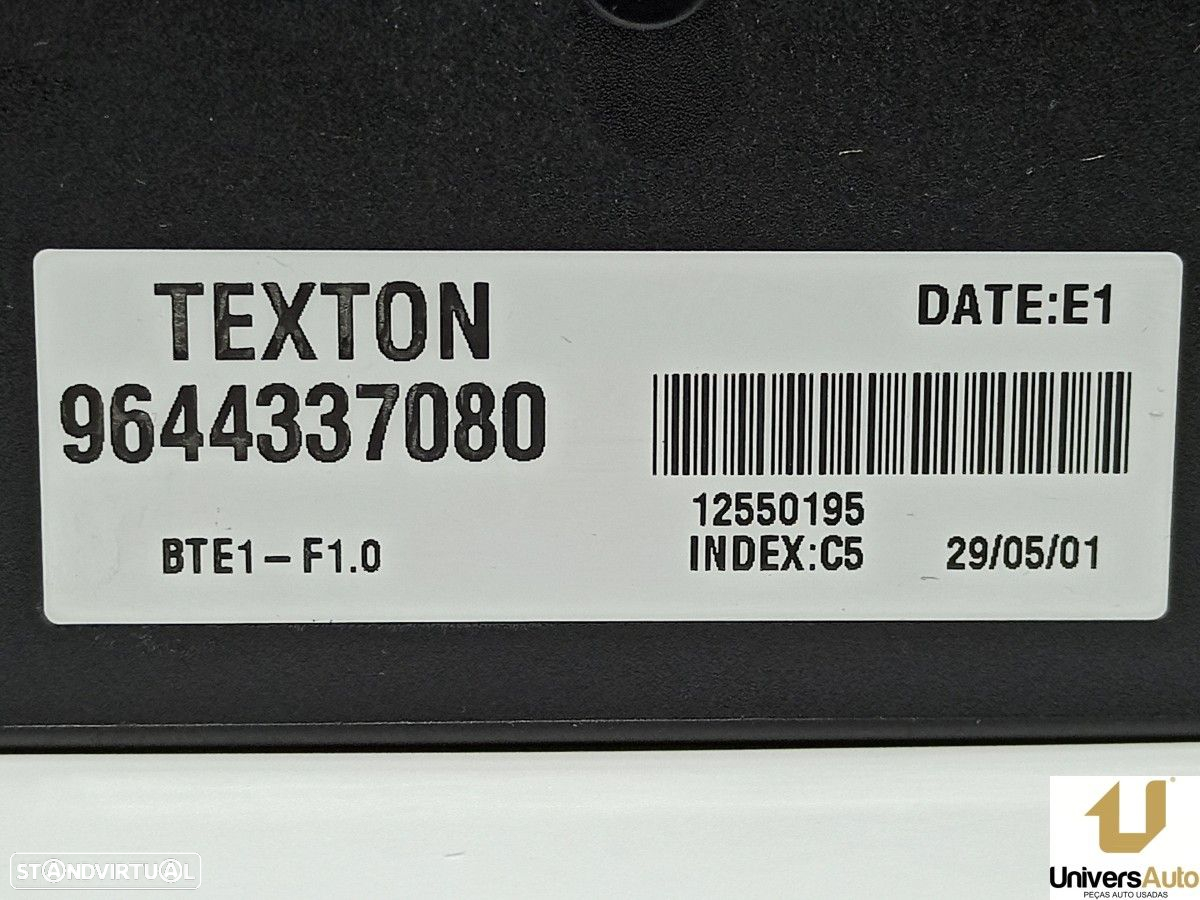 TEXTON
DATE:E1
9644337080
12550195
BTE1-F1.0
INDEX:C5
29/05/01
STANDVIRTUAL
UniversAuto
PEÇAS AUTO USADAS